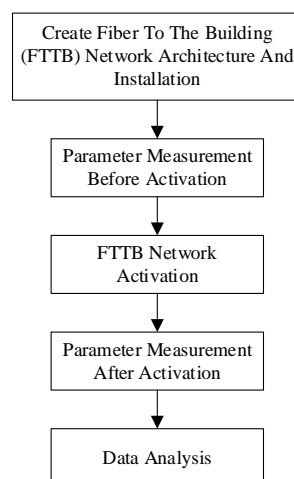 Create Fiber To The Building
(FTTB) Network Architecture And
Installation
Parameter Measurement
Before Activation
FTTB Network
Activation
Parameter Measurement
After Activation
Data Analysis